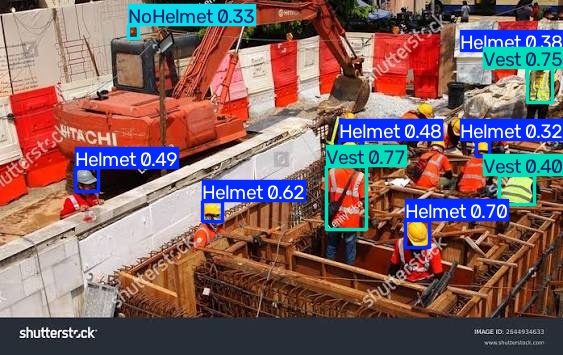 NoHelmet 0.33
Helmet 0.38
Vest 0.75
HITACHI
Helmet 0.48
Helmet 0.32
Helmet 0.49
Vest 0.77
Vest 0.40
Helmet 0.62
Helmet 0.70
shutterstock
IMAGE ID: 2644934633
www.shutterstock.com